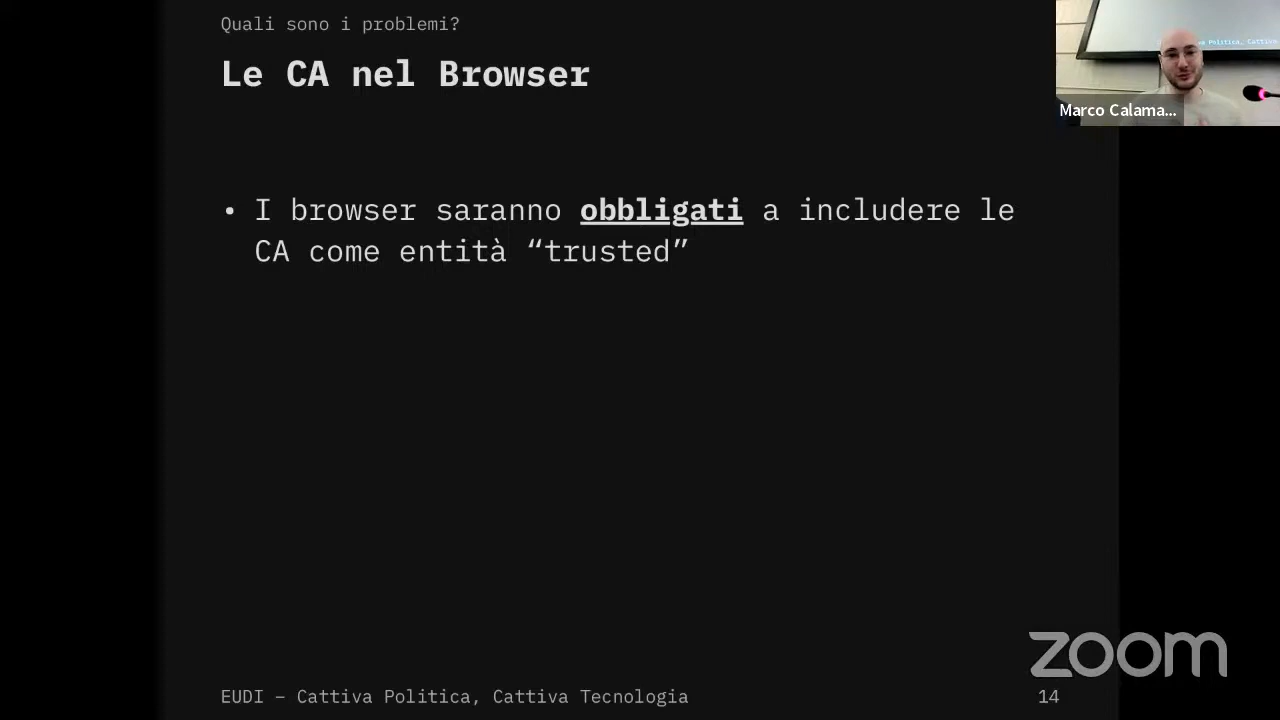 Quali sono i problemi?
Le CA nel Browser
Marco Calama...
• I browser saranno obbligati a includere le
CA come entità “trusted”
zoom
EUDI – Cattiva Politica, Cattiva Tecnologia
14